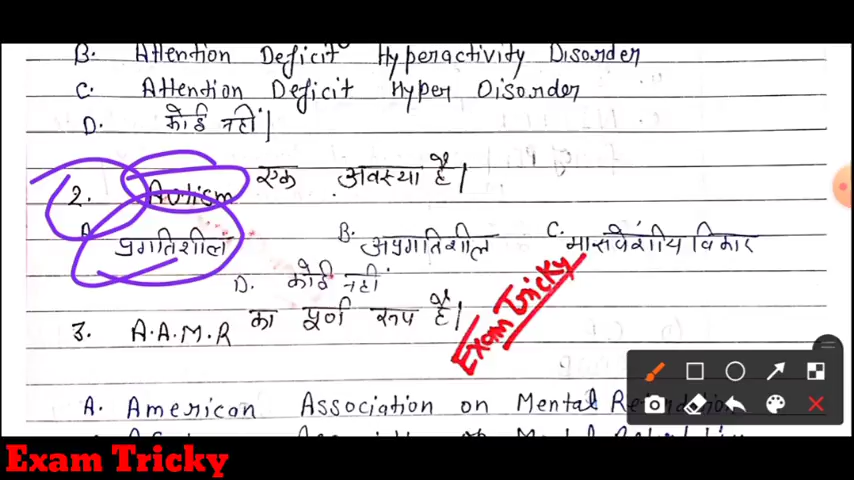 B. Attention Deficit Hyperactivity Disorder
C. Attention Deficit Hyper Disorder
D. कोई नहीं|
2. Autism एक अवस्था है|
A. प्रगतिशील B. अप्रगतिशील C. मासपेशीय विकार
D. कोई नहीं
3. A.A.M.R का पूर्ण रूप है|
Exam Tricky
A. American Association on Mental Retardation
Exam Tricky